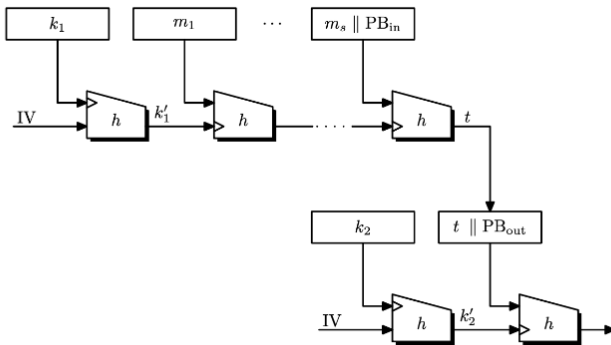 k₁ m₁ ⋯ mₛ ∥ PBᵢₙ
IV h k′₁ h ⋯⋯ h t
k₂ t ∥ PBₒᵤₜ
IV h k′₂ h